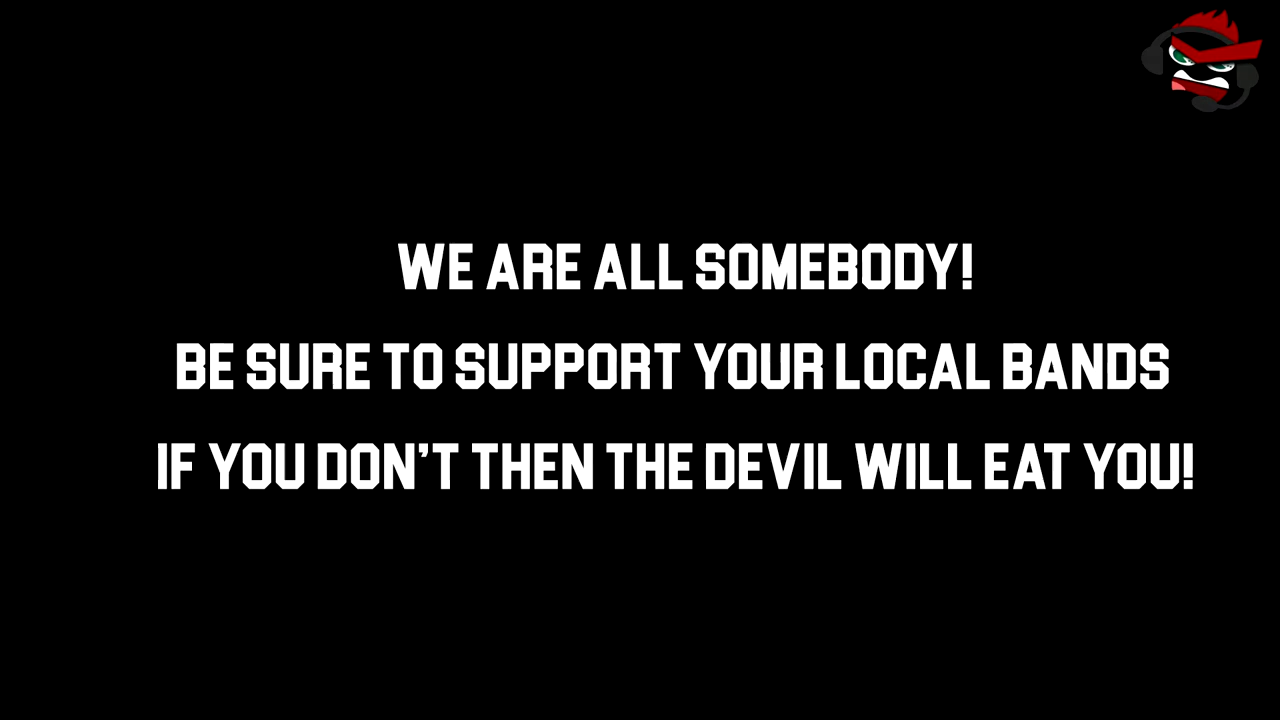 WE ARE ALL SOMEBODY!
BE SURE TO SUPPORT YOUR LOCAL BANDS
IF YOU DON'T THEN THE DEVIL WILL EAT YOU!